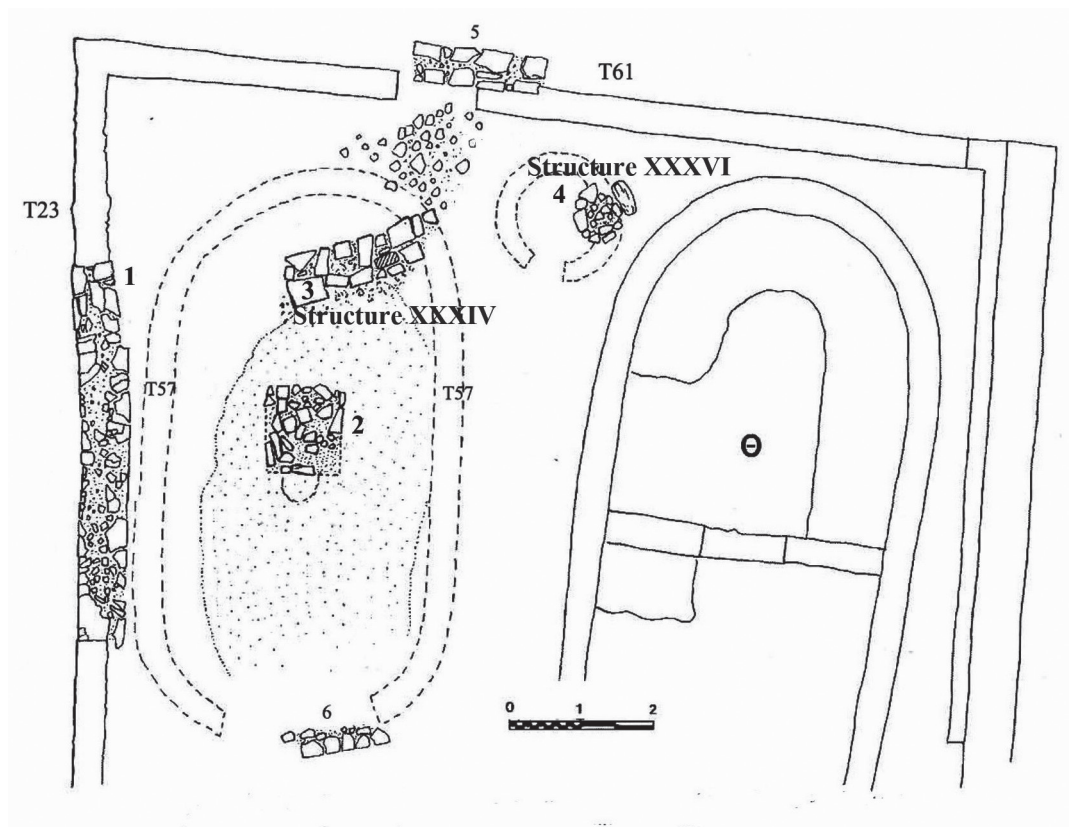 5
T61
Structure XXXVI
4
T23
1
3
Structure XXXIV
T57
T57
2
Θ
6
0 1 2